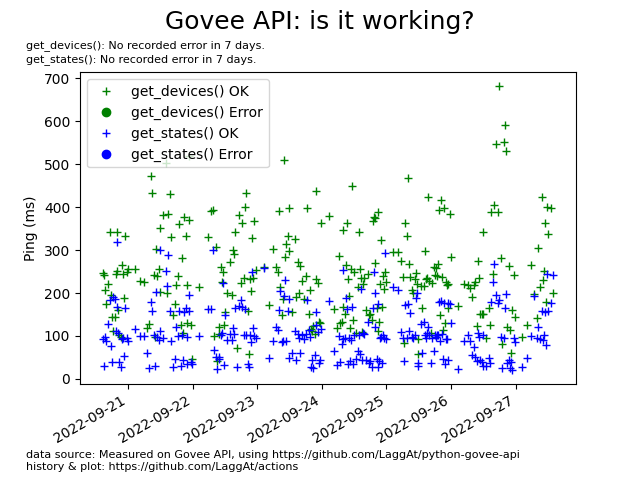 Govee API: is it working?
get_devices(): No recorded error in 7 days.
get_states(): No recorded error in 7 days.
700
600
500
400
300
200
100
0
Ping (ms)
get_devices() OK
get_devices() Error
get_states() OK
get_states() Error
2022-09-21
2022-09-22
2022-09-23
2022-09-24
2022-09-25
2022-09-26
2022-09-27
data source: Measured on Govee API, using https://github.com/LaggAt/python-govee-api
history & plot: https://github.com/LaggAt/actions